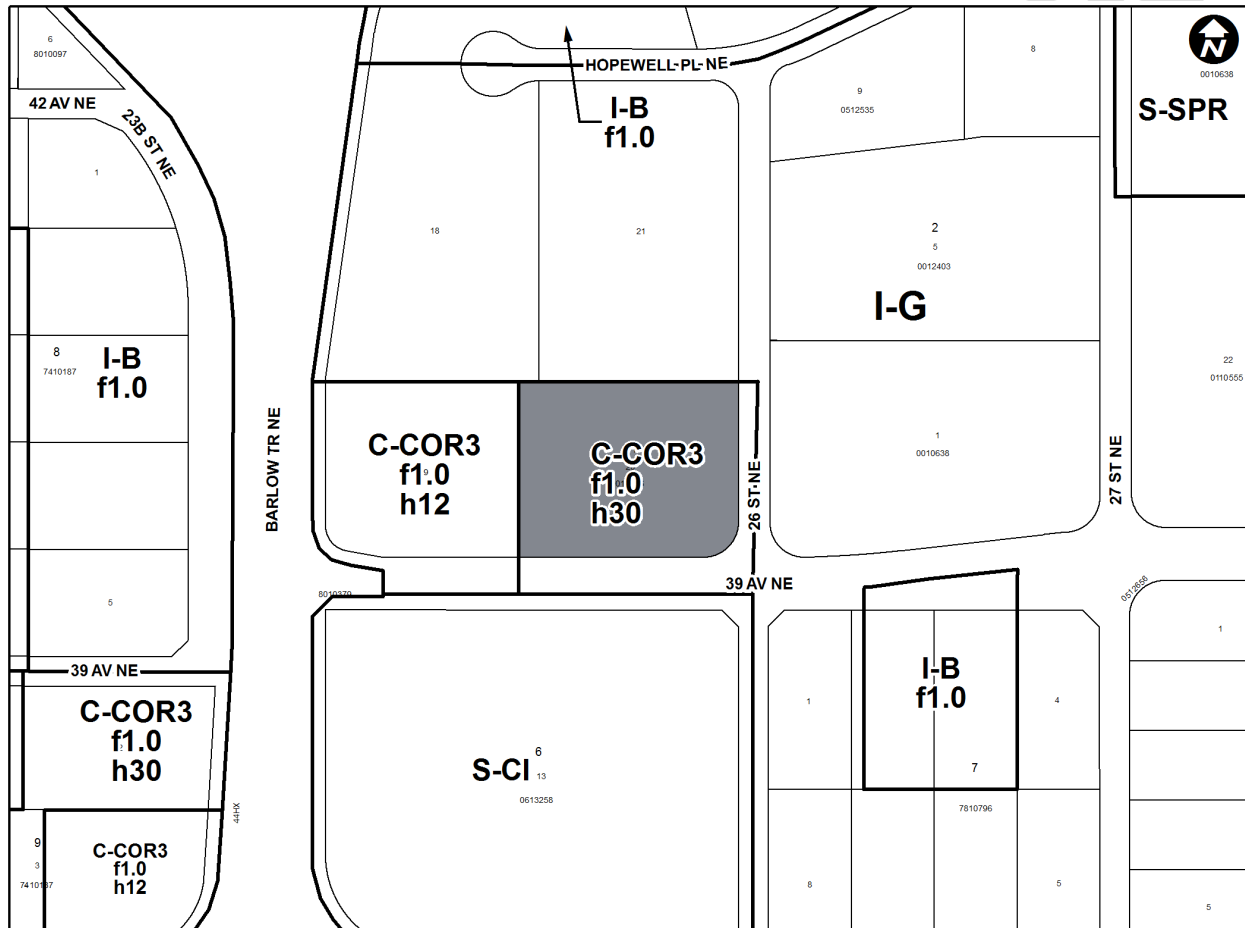 6
8010097
42 AV NE
23B ST NE
1
HOPEWELL PL NE
I-B
f1.0
8
9
0512535
N
0010638
S-SPR
18
21
2
5
0012403
I-G
8
7410187
I-B
f1.0
22
0110555
BARLOW TR NE
C-COR3
f1.0
9
h12
C-COR3
f1.0
h30
26 ST NE
1
0010638
27 ST NE
5
8010379
39 AV NE
0512656
1
39 AV NE
C-COR3
f1.0
h30
I-B
f1.0
1
4
7
7810796
S-CI
6
13
0613258
44HX
9
3
7410187
C-COR3
f1.0
h12
8
5
5